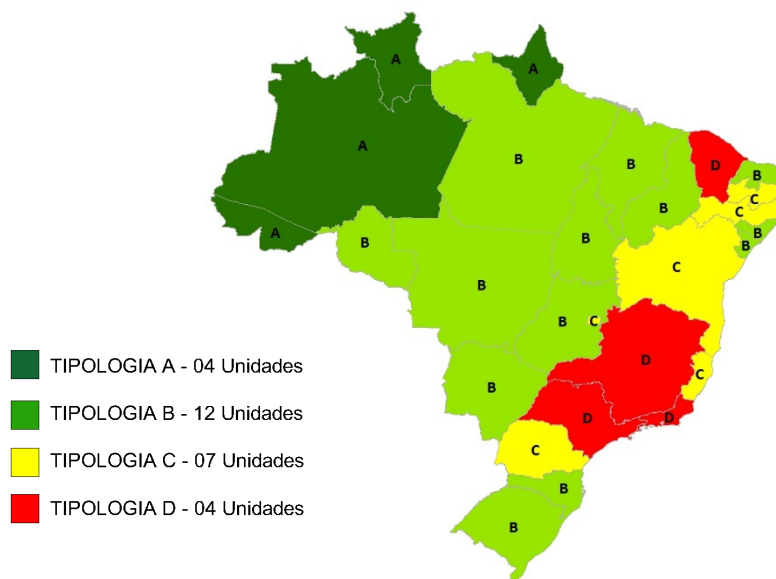 A
A
A
B
B
D
B
C
B
C
A
B
B
B
B
C
B
B
C
D
C
B
D
D
C
B
B
TIPOLOGIA A - 04 Unidades
TIPOLOGIA B - 12 Unidades
TIPOLOGIA C - 07 Unidades
TIPOLOGIA D - 04 Unidades